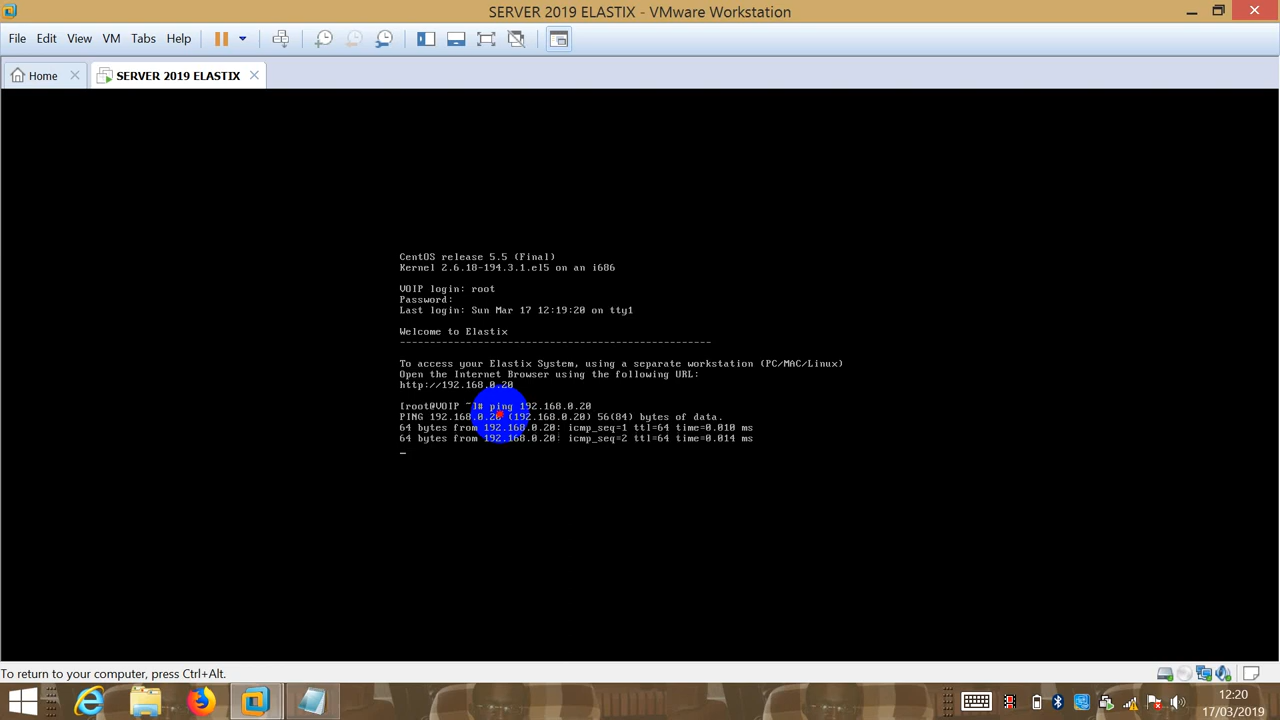 SERVER 2019 ELASTIX - VMware Workstation
File Edit View VM Tabs Help
Home SERVER 2019 ELASTIX
CentOS release 5.5 (Final)
Kernel 2.6.18-194.3.1.el5 on an i686
VOIP login: root
Password:
Last login: Sun Mar 17 12:19:20 on tty1
Welcome to Elastix
----------------------------------------------------
To access your Elastix System, using a separate workstation (PC/MAC/Linux)
Open the Internet Browser using the following URL:
http://192.168.0.20
[root@VOIP ~]# ping 192.168.0.20
PING 192.168.0.20 (192.168.0.20) 56(84) bytes of data.
64 bytes from 192.168.0.20: icmp_seq=1 ttl=64 time=0.010 ms
64 bytes from 192.168.0.20: icmp_seq=2 ttl=64 time=0.014 ms
To return to your computer, press Ctrl+Alt.
12:20
17/03/2019